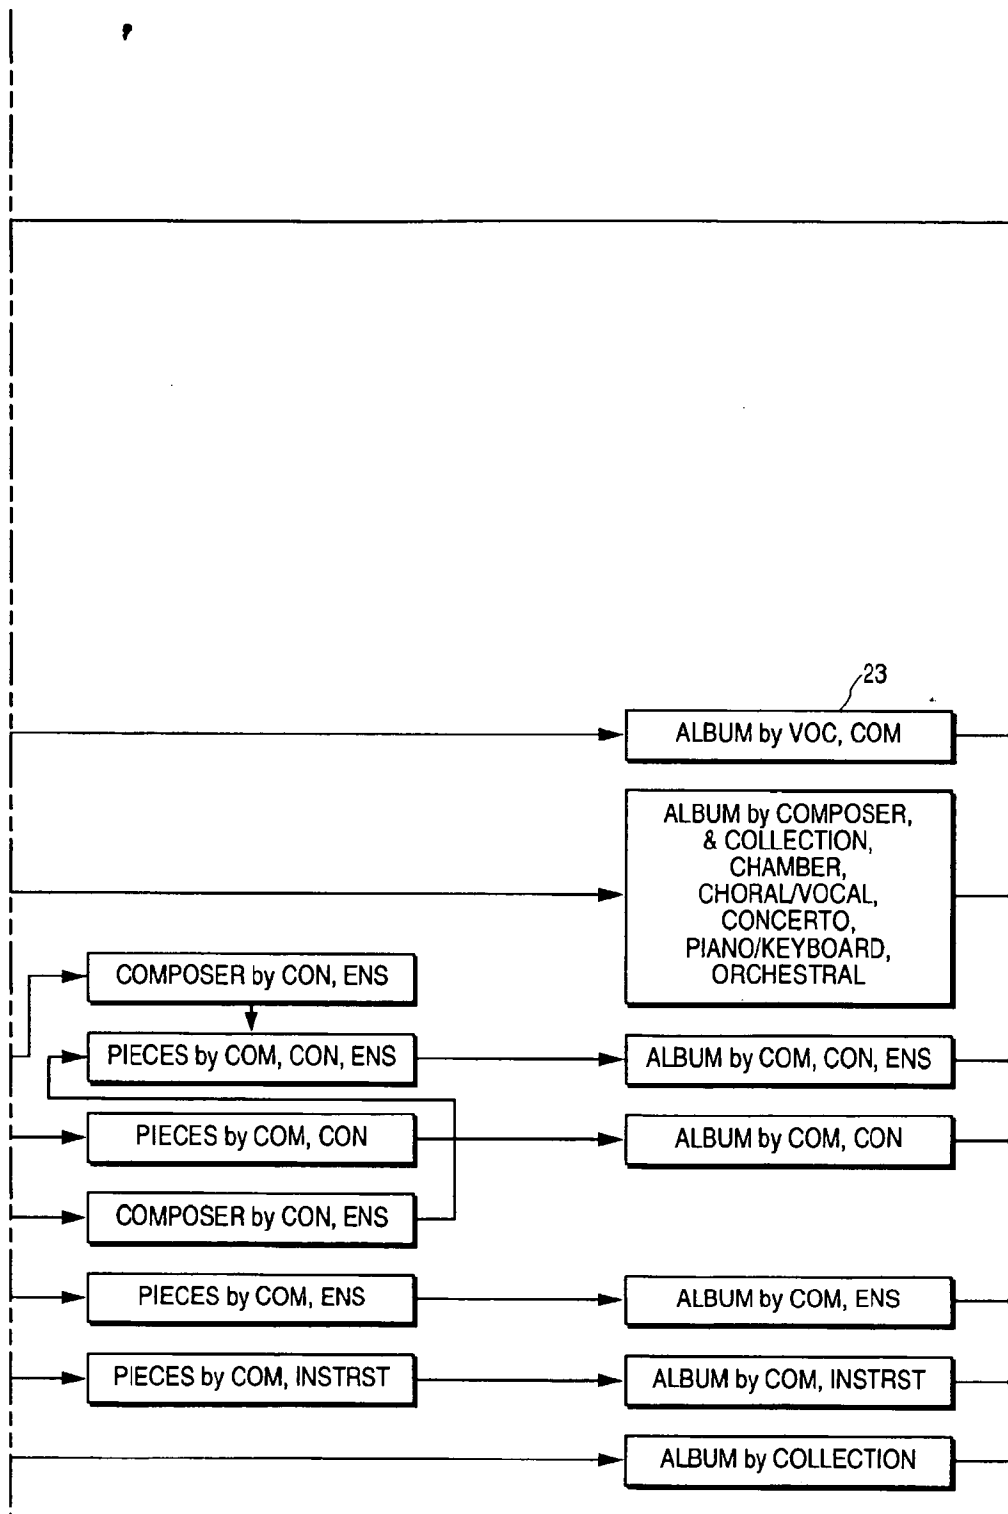 23
ALBUM by VOC, COM
ALBUM by COMPOSER,
& COLLECTION,
CHAMBER,
CHORAL/VOCAL,
CONCERTO,
PIANO/KEYBOARD,
ORCHESTRAL
COMPOSER by CON, ENS
PIECES by COM, CON, ENS
ALBUM by COM, CON, ENS
PIECES by COM, CON
ALBUM by COM, CON
COMPOSER by CON, ENS
PIECES by COM, ENS
ALBUM by COM, ENS
PIECES by COM, INSTRST
ALBUM by COM, INSTRST
ALBUM by COLLECTION